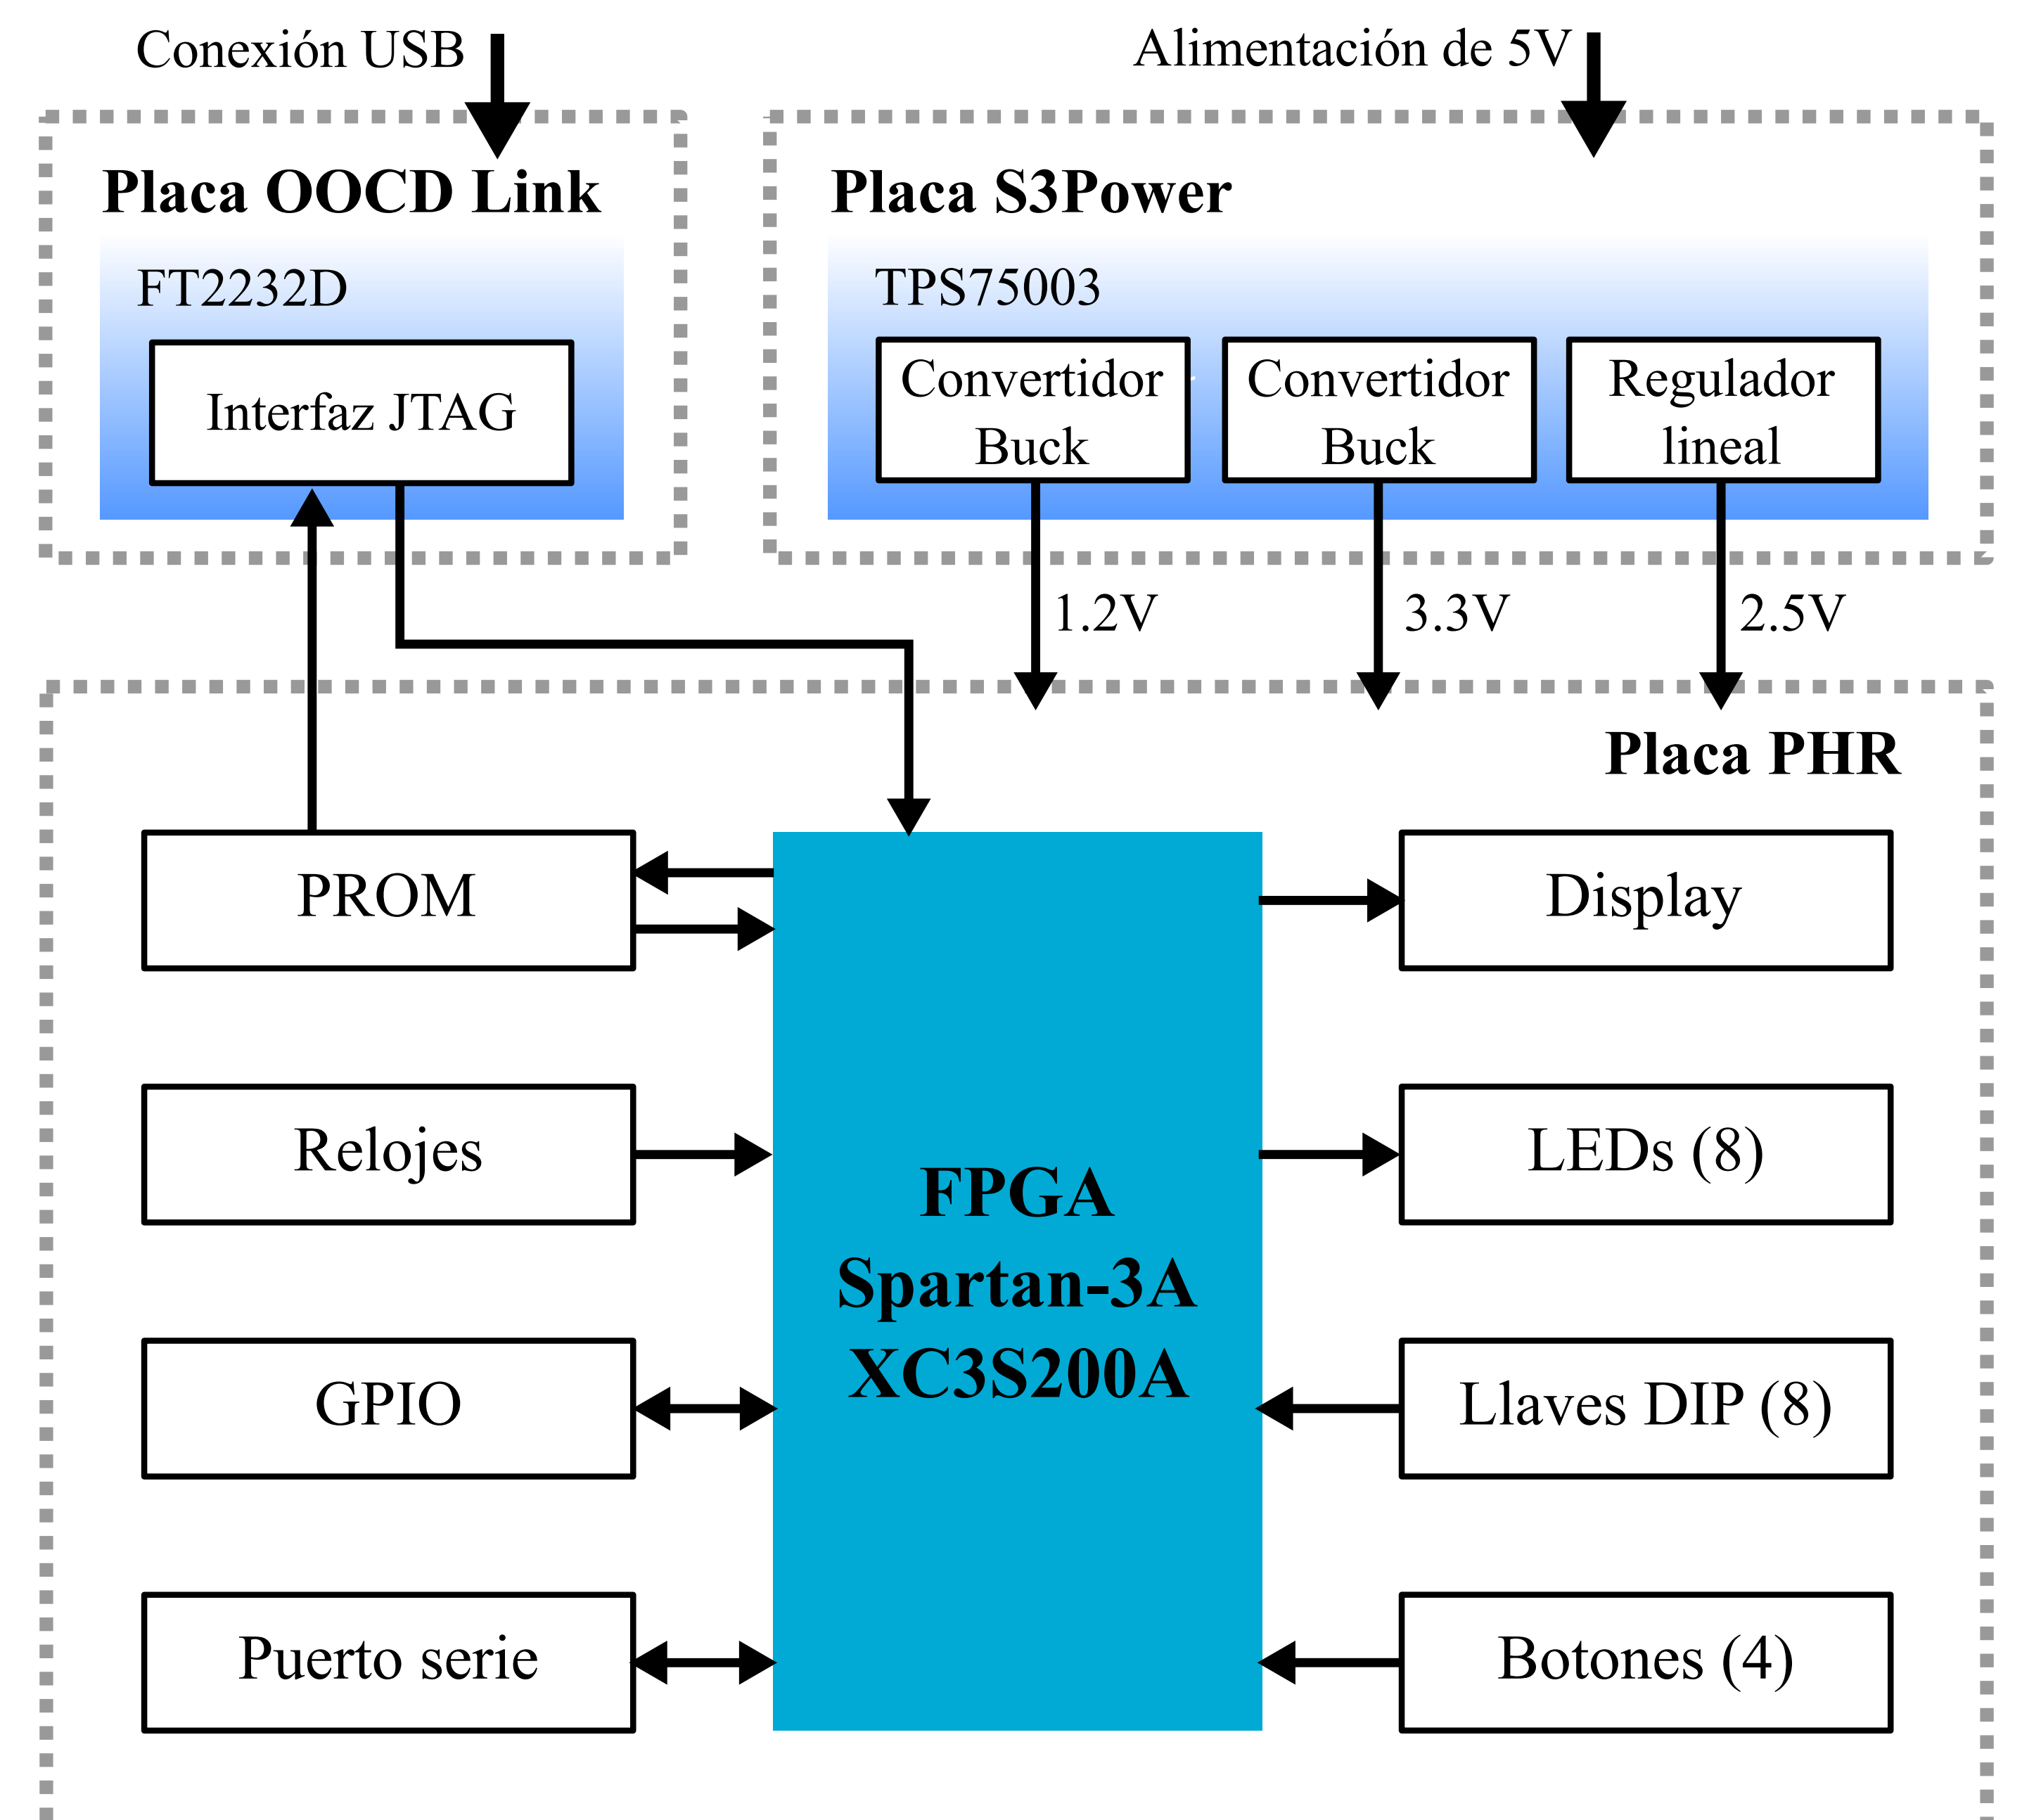 Conexión USB
Alimentación de 5V
Placa OOCD Link
FT2232D
Interfaz JTAG
Placa S3Power
TPS75003
Convertidor
Buck
Convertidor
Buck
Regulador
lineal
1.2V
3.3V
2.5V
Placa PHR
PROM
Relojes
GPIO
Puerto serie
FPGA
Spartan-3A
XC3S200A
Display
LEDs (8)
Llaves DIP (8)
Botones (4)